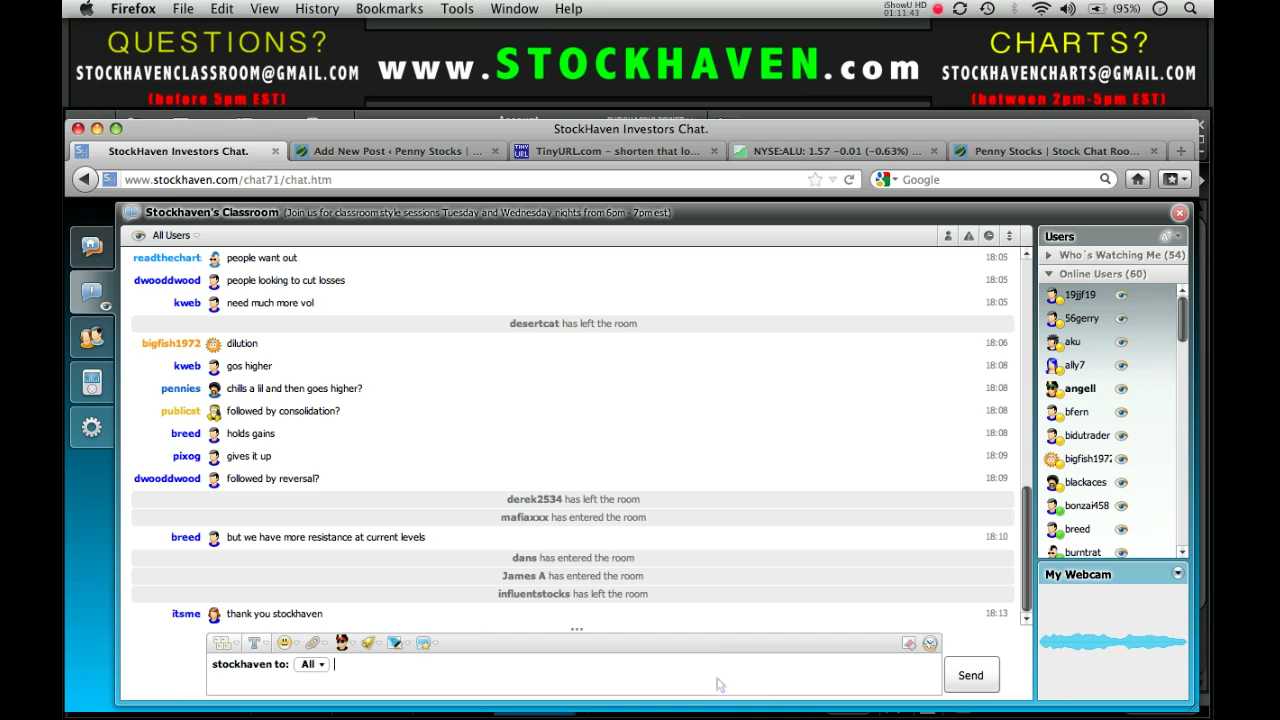 Firefox File Edit View History Bookmarks Tools Window Help
iShowU HD
01:11:43
(95%)
QUESTIONS?
STOCKHAVENCLASSROOM@GMAIL.COM
(before 5pm EST)
www.STOCKHAVEN.com
CHARTS?
STOCKHAVENCHARTS@GMAIL.COM
(between 2pm-5pm EST)
StockHaven Investors Chat.
StockHaven Investors Chat.
Add New Post ‹ Penny Stocks | ...
TinyURL.com – shorten that lo...
NYSE:ALU: 1.57 -0.01 (-0.63%) ...
Penny Stocks | Stock Chat Roo...
www.stockhaven.com/chat71/chat.htm
Google
Stockhaven's Classroom (Join us for classroom style sessions Tuesday and Wednesday nights from 6pm - 7pm est)
All Users
readthechart people want out 18:05
dwooddwood people looking to cut losses 18:05
kweb need much more vol 18:05
desertcat has left the room
bigfish1972 dilution 18:06
kweb gos higher 18:08
pennies chills a lil and then goes higher? 18:08
publicst followed by consolidation? 18:08
breed holds gains 18:08
pixog gives it up 18:09
dwooddwood followed by reversal? 18:09
derek2534 has left the room
mafiaxxx has entered the room
breed but we have more resistance at current levels 18:10
dans has entered the room
James A has entered the room
influentstocks has left the room
itsme thank you stockhaven 18:13
stockhaven to: All
Send
Users
Who´s Watching Me (54)
Online Users (60)
19jjf19
56gerry
aku
ally7
angell
bfern
bidutrader
bigfish1972
blackaces
bonzai458
breed
burntrat
My Webcam